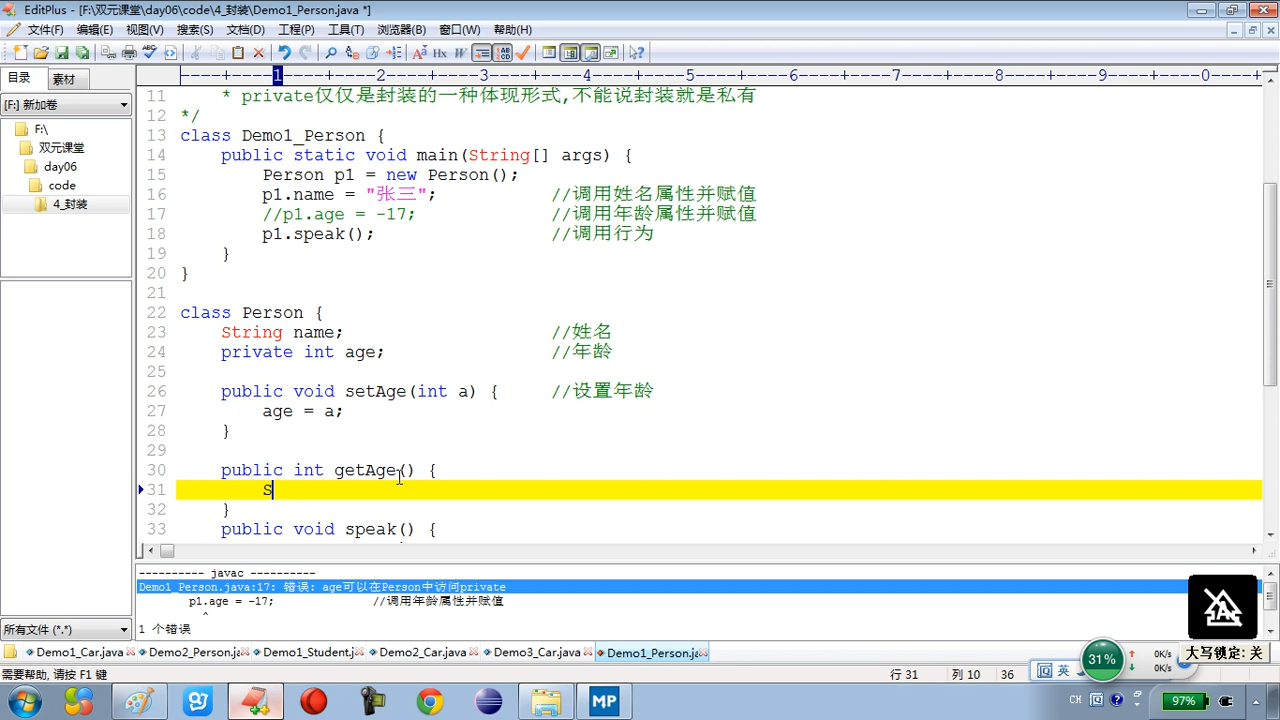 EditPlus - [F:\双元课堂\day06\code\4_封装\Demo1_Person.java *]
文件(F) 编辑(E) 视图(V) 搜索(S) 文档(D) 工程(P) 工具(T) 浏览器(B) 窗口(W) 帮助(H)
目录 素材
----+----1----+----2----+----3----+----4----+----5----+----6----+----7----+----8----+----9----+----0----+-
[F:] 新加卷
F:\
双元课堂
day06
code
4_封装
11 * private仅仅是封装的一种体现形式,不能说封装就是私有
12 */
13 class Demo1_Person {
14 public static void main(String[] args) {
15 Person p1 = new Person();
16 p1.name = "张三"; //调用姓名属性并赋值
17 //p1.age = -17; //调用年龄属性并赋值
18 p1.speak(); //调用行为
19 }
20 }
21
22 class Person {
23 String name; //姓名
24 private int age; //年龄
25
26 public void setAge(int a) { //设置年龄
27 age = a;
28 }
29
30 public int getAge() {
31 S
32 }
33 public void speak() {
---------- javac ----------
Demo1_Person.java:17: 错误: age可以在Person中访问private
p1.age = -17; //调用年龄属性并赋值
^
1 个错误
所有文件 (*.*)
Demo1_Car.java Demo2_Person.ja Demo1_Student.j Demo2_Car.java Demo3_Car.java Demo1_Person.ja
需要帮助, 请按 F1 键 行 31 列 10 36
英 31% 0K/s 0K/s 大写锁定: 关
MP CH 97%